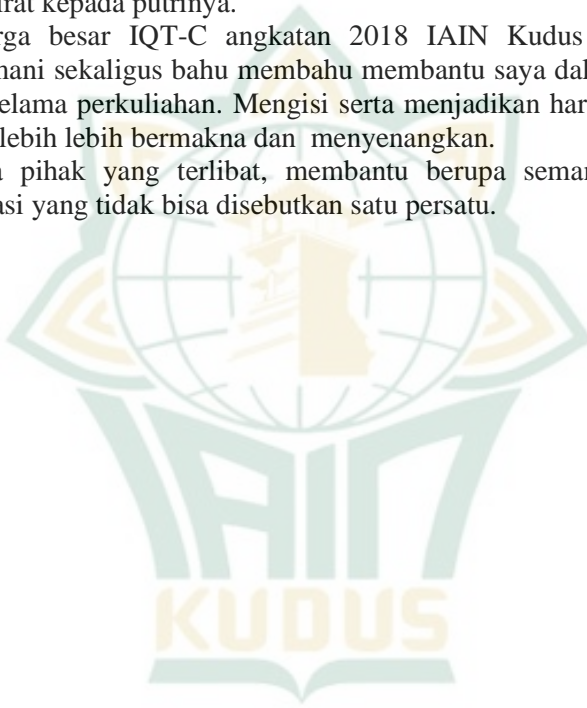 rat kepada putrinya.
rga besar IQT-C angkatan 2018 IAIN Kudus
nani sekaligus bahu membahu membantu saya dal
elama perkuliahan. Mengisi serta menjadikan har
lebih lebih bermakna dan menyenangkan.
pihak yang terlibat, membantu berupa semar
asi yang tidak bisa disebutkan satu persatu.
IAIN
KUDUS